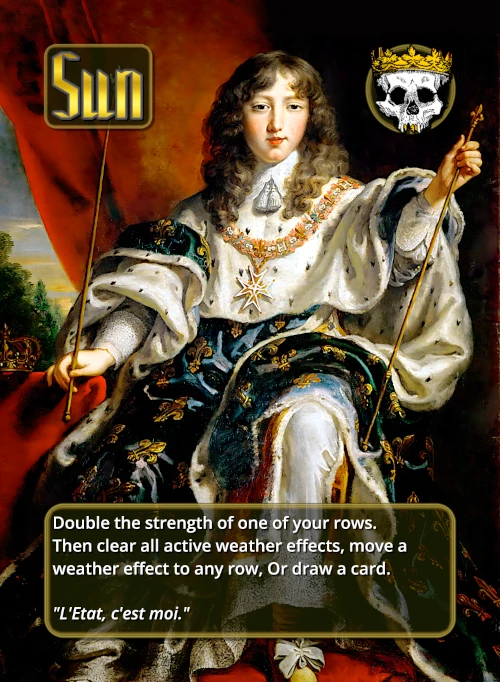 Sun
Double the strength of one of your rows.
Then clear all active weather effects, move a
weather effect to any row, Or draw a card.
"L'Etat, c'est moi."